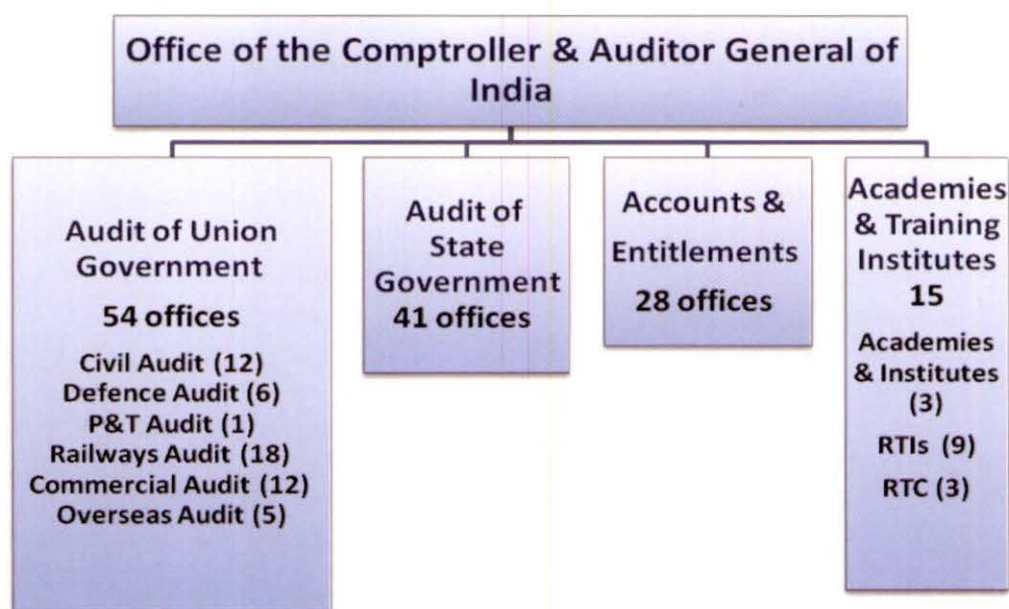 Office of the Comptroller & Auditor General of
India
Audit of Union
Government
54 offices
Civil Audit (12)
Defence Audit (6)
P&T Audit (1)
Railways Audit (18)
Commercial Audit (12)
Overseas Audit (5)
Audit of
State
Government
41 offices
Accounts &
Entitlements
28 offices
Academies
& Training
Institutes
15
Academies
& Institutes
(3)
RTIs (9)
RTC (3)